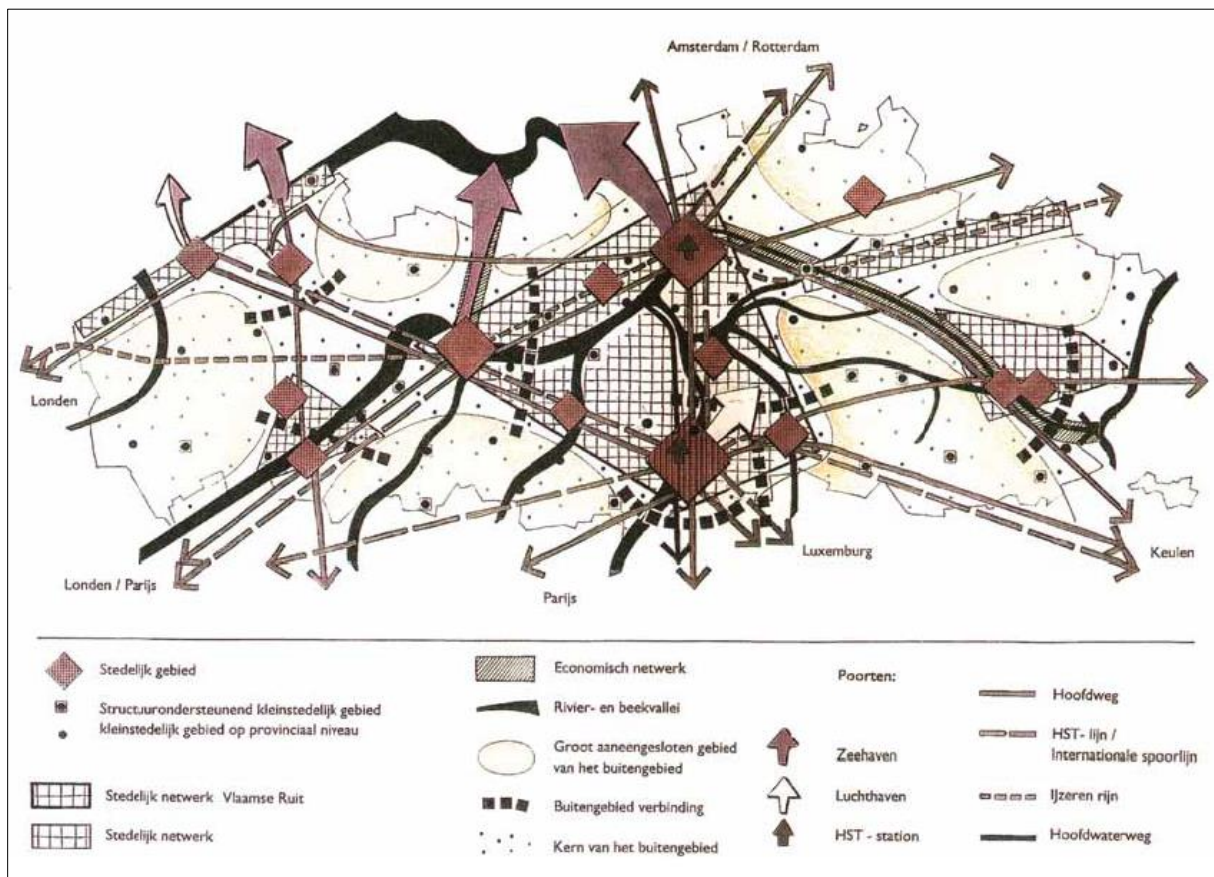 Amsterdam / Rotterdam
Londen
Londen / Parijs
Parijs
Luxemburg
Keulen
Stedelijk gebied
Structuurondersteunend kleinstedelijk gebied
kleinstedelijk gebied op provinciaal niveau
Stedelijk netwerk Vlaamse Ruit
Stedelijk netwerk
Economisch netwerk
Rivier- en beekvallei
Groot aaneengesloten gebied
van het buitengebied
Buitengebied verbinding
Kern van het buitengebied
Poorten:
Zeehaven
Luchthaven
HST - station
Hoofdweg
HST- lijn /
Internationale spoorlijn
IJzeren rijn
Hoofdwaterweg